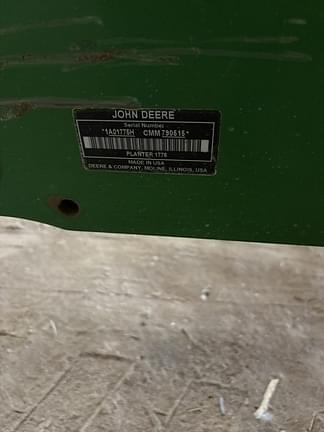 JOHN DEERE
Serial Number
*1A01775H CMM790515*
PLANTER 1775
MADE IN USA
DEERE & COMPANY, MOLINE, ILLINOIS, USA